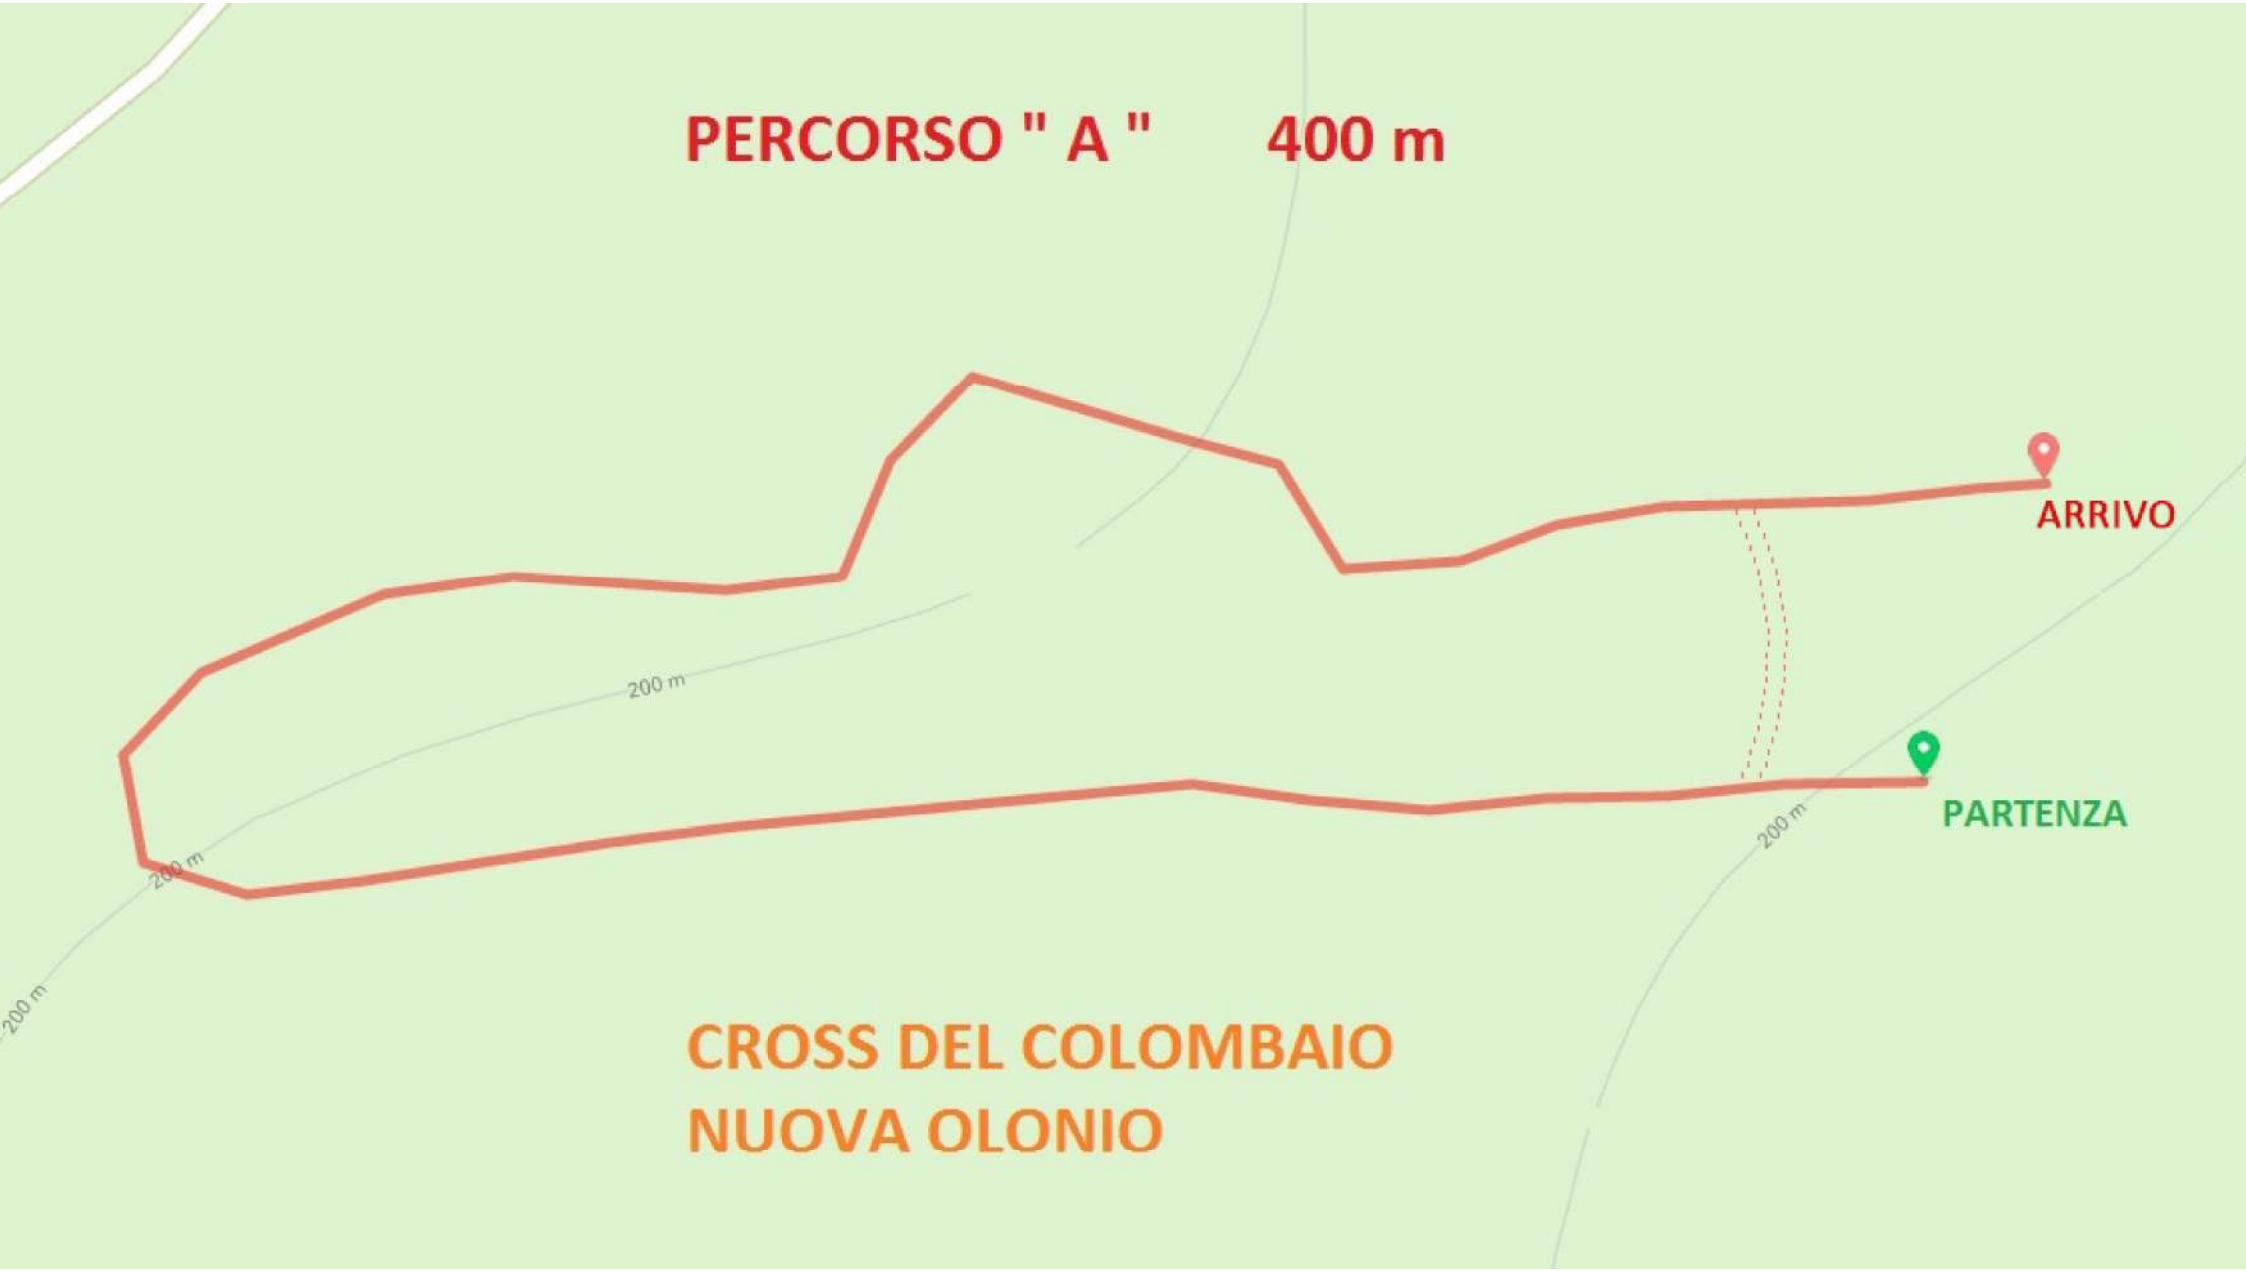 PERCORSO " A " 400 m
ARRIVO
200 m
PARTENZA
200 m
200 m
200 m
CROSS DEL COLOMBAIO
NUOVA OLONIO